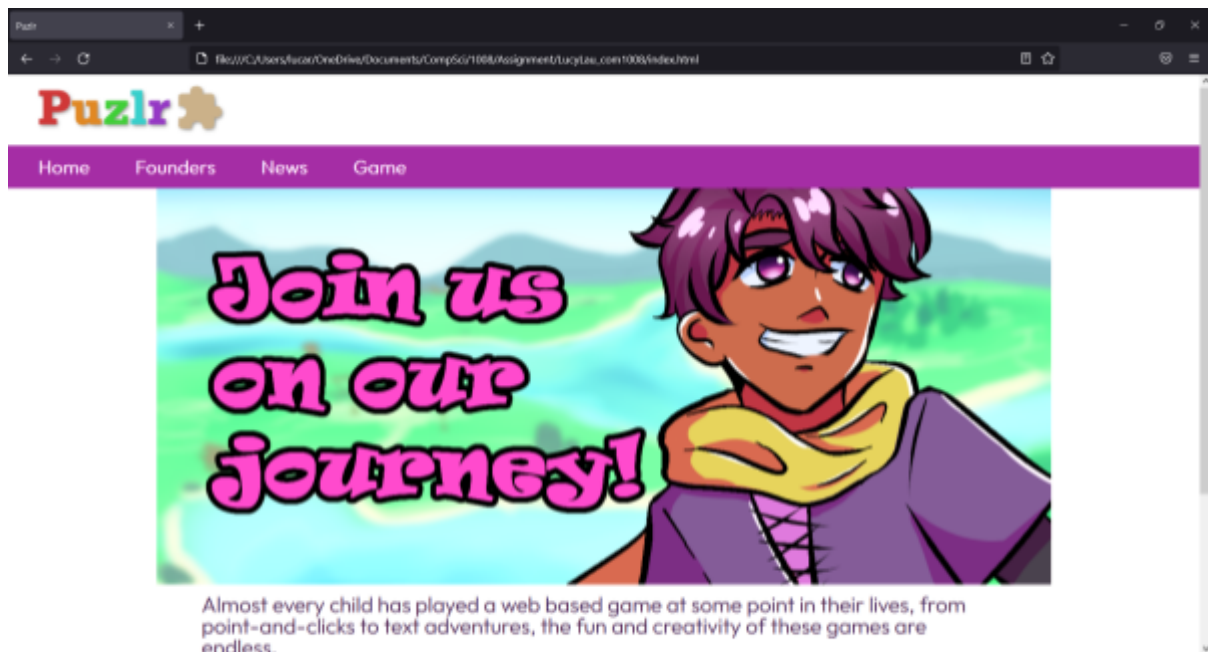 Puzlr
file:///C:/Users/lucar/OneDrive/Documents/CompSci/1008/Assignment/LucyLau_com1008/index.html
Puzlr
Home Founders News Game
Join us
on our
journey!
Almost every child has played a web based game at some point in their lives, from
point-and-clicks to text adventures, the fun and creativity of these games are
endless.